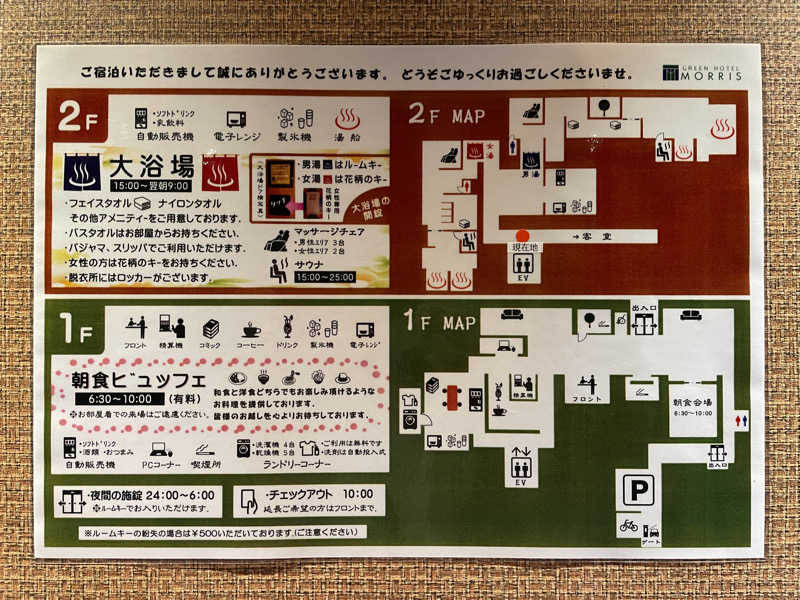 ご宿泊いただきまして誠にありがとうございます。 どうぞごゆっくりお過ごしくださいませ。
GREEN HOTEL
MORRIS
2F
・ソフトドリンク
・乳飲料
自動販売機
電子レンジ
製氷機
湯船
大浴場
15:00～翌朝9:00
・フェイスタオル ナイロンタオル
その他アメニティーをご用意しております。
・バスタオルはお部屋からお持ちください。
・パジャマ、スリッパでご利用いただけます。
・女性の方は花柄のキーをお持ちください。
・脱衣所にはロッカーがございます。
・男湯はルームキー
・女湯は花柄のキー
女性専用
花柄のキー
大浴場の
開錠
マッサージチェア
・男性エリア 3台
・女性エリア 2台
サウナ
15:00～25:00
2F MAP
女湯
男湯
→客室
現在地
EV
1F
フロント
精算機
コミック
コーヒー
ドリンク
製氷機
電子レンジ
朝食ビュッフェ
6:30～10:00
(有料)
※お部屋着での来場はご遠慮ください。
和食と洋食どちらでもお楽しみ頂けるような
お料理を提供しております。
皆様のお越しを心よりお待ちしております。
・ソフトドリンク
・酒類・おつまみ
自動販売機
PCコーナー
喫煙所
・洗濯機 4台
・乾燥機 5台
・ご利用は無料です
・洗剤は自動投入式
ランドリーコーナー
・夜間の施錠 24:00～6:00
※ルームキーでお入りいただけます。
・チェックアウト 10:00
延長ご希望の方はフロントまで。
※ルームキーの紛失の場合は￥500いただいております。(ご注意ください)
1F MAP
出入口
精算機
フロント
朝食会場
6:30～10:00
出入口
EV
P
ゲート